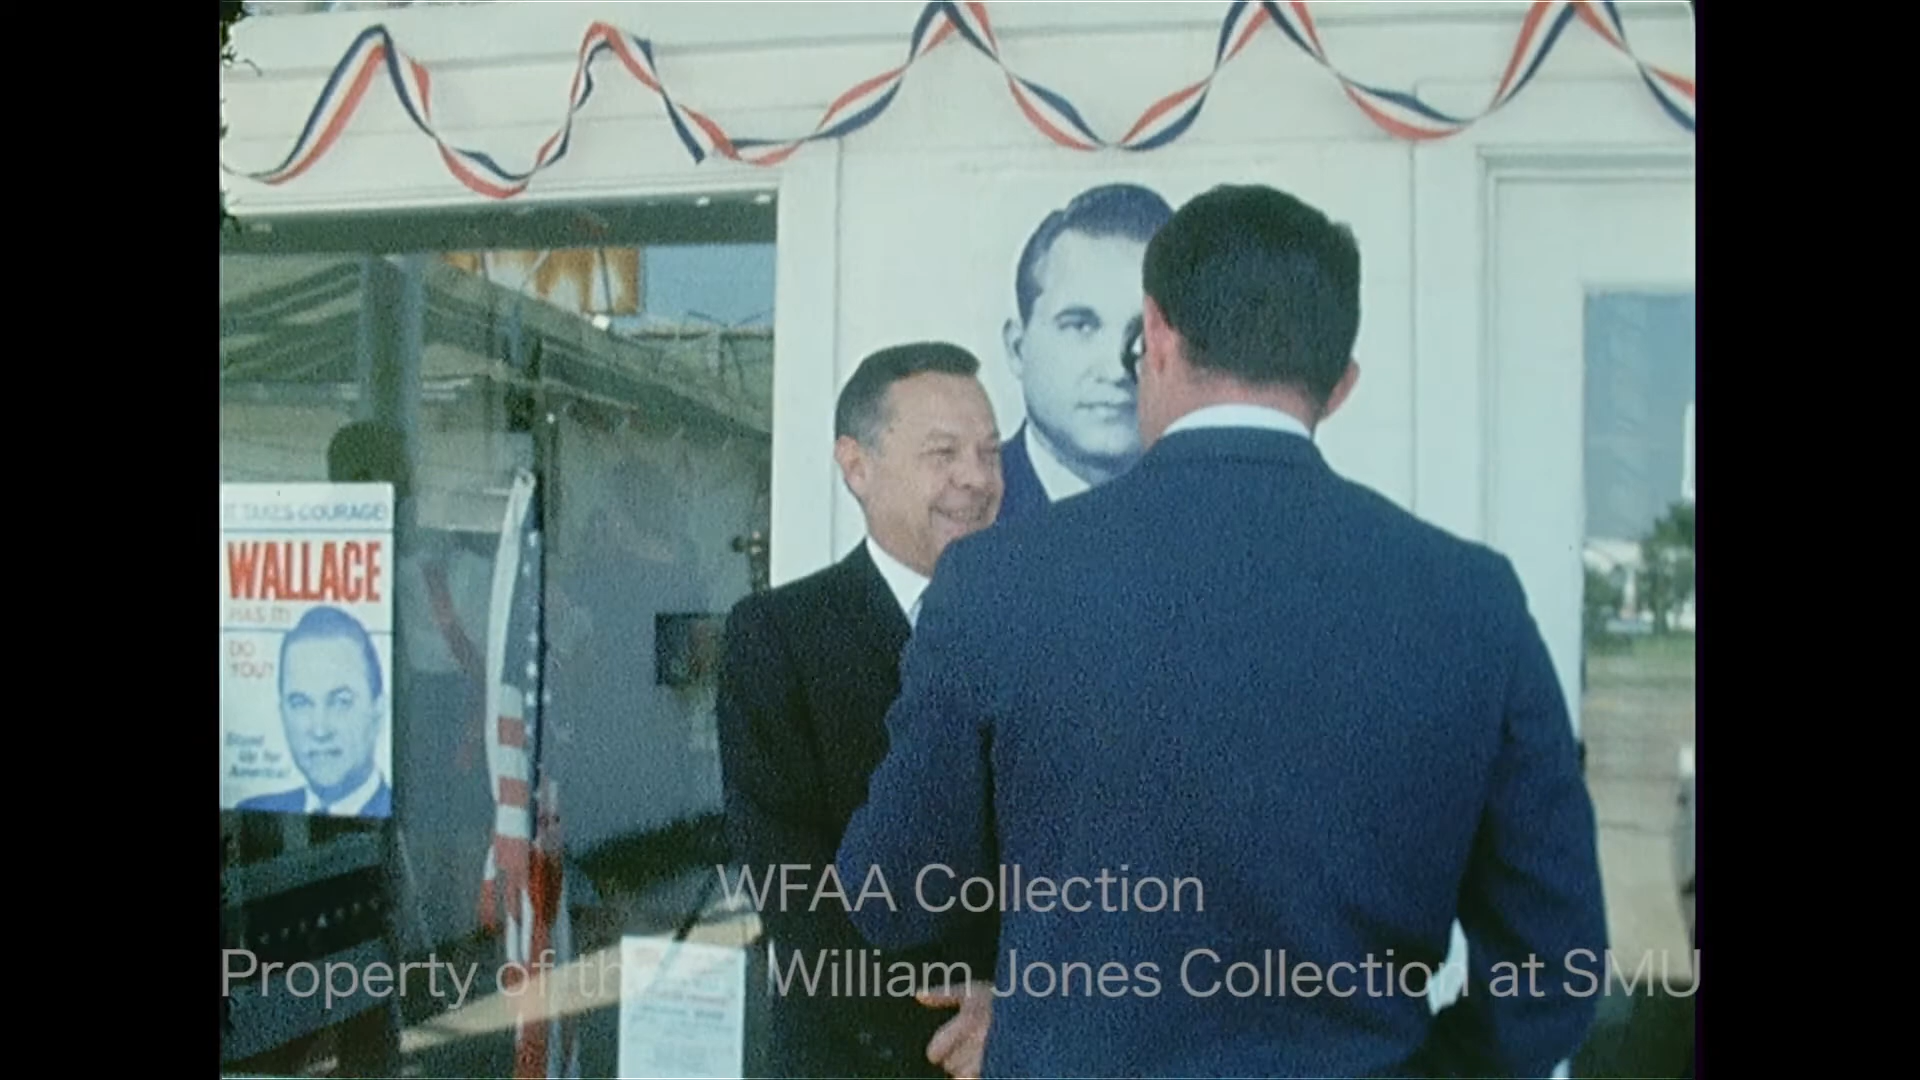 IT TAKES COURAGE!
WALLACE
HAS IT!
DO
YOU?
Stand
Up for
America!
WFAA Collection
Property of th William Jones Collection at SMU